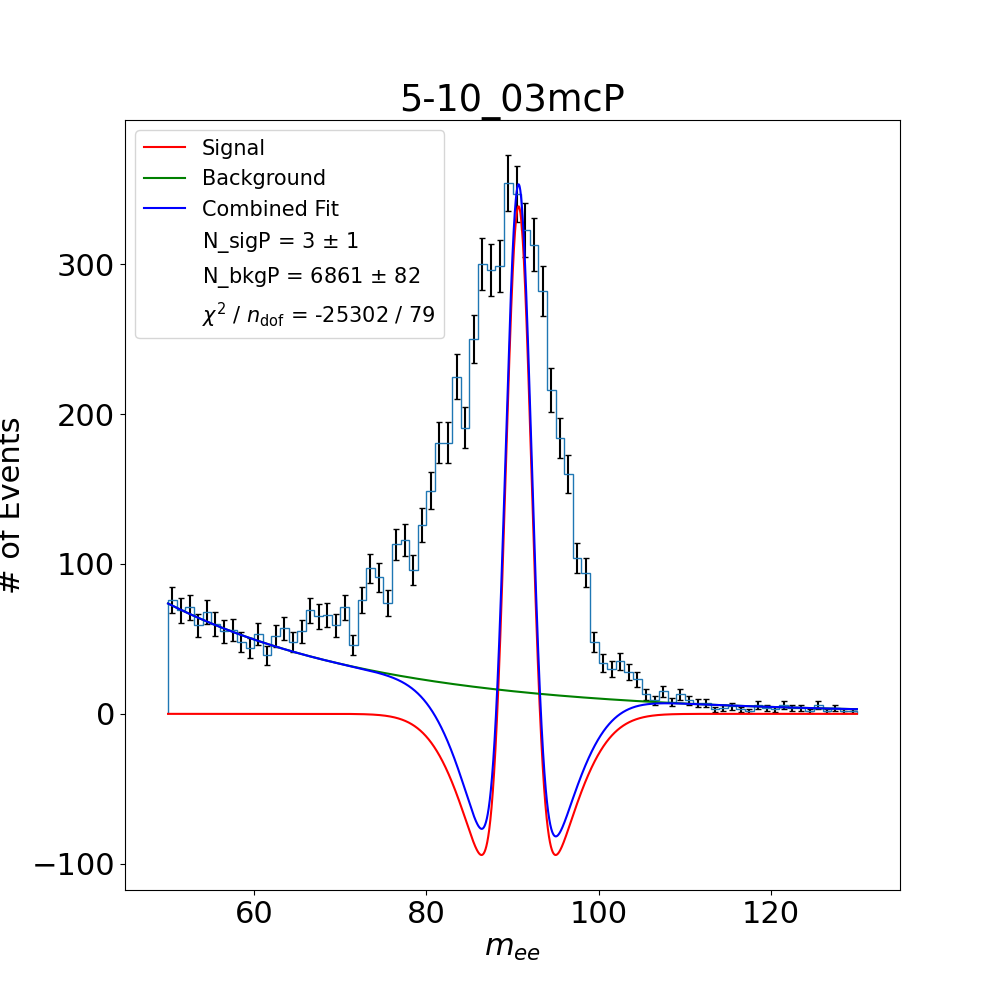 5-10_03mcP
Signal
Background
Combined Fit
N_sigP = 3 ± 1
N_bkgP = 6861 ± 82
χ² / n_dof = -25302 / 79
# of Events
300
200
100
0
−100
60 80 100 120
m_ee